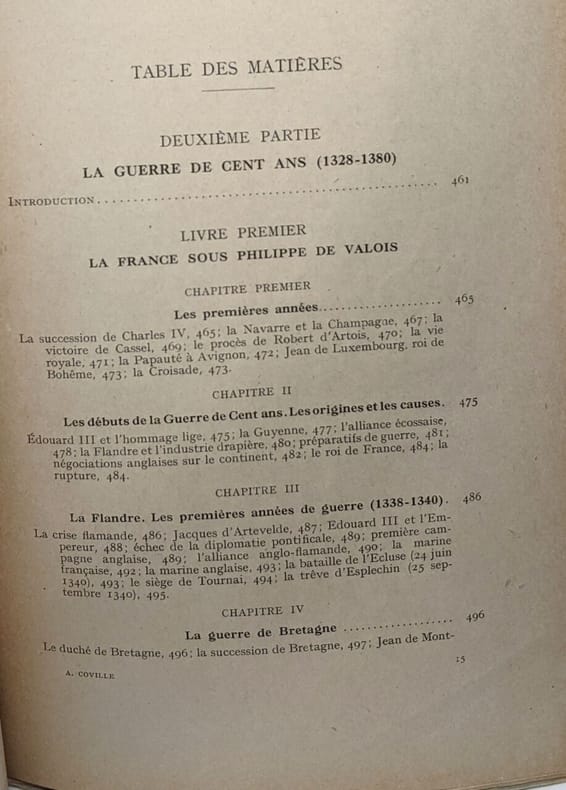 TABLE DES MATIÈRES
DEUXIÈME PARTIE
LA GUERRE DE CENT ANS (1328-1380)
INTRODUCTION........................................ 461
LIVRE PREMIER
LA FRANCE SOUS PHILIPPE DE VALOIS
CHAPITRE PREMIER
Les premières années..................... 465
La succession de Charles IV, 465; la Navarre et la Champagne, 467; la
victoire de Cassel, 469; le procès de Robert d'Artois, 470; la vie
royale, 471; la Papauté à Avignon, 472; Jean de Luxembourg, roi de
Bohême, 473; la Croisade, 473.
CHAPITRE II
Les débuts de la Guerre de Cent ans. Les origines et les causes. 475
Édouard III et l'hommage lige, 475; la Guyenne, 477; l'alliance écossaise,
478; la Flandre et l'industrie drapière, 480; préparatifs de guerre, 481;
négociations anglaises sur le continent, 482; le roi de France, 484; la
rupture, 484.
CHAPITRE III
La Flandre. Les premières années de guerre (1338-1340). 486
La crise flamande, 486; Jacques d'Artevelde, 487; Edouard III et l'Em-
pereur, 488; échec de la diplomatie pontificale, 489; première cam-
pagne anglaise, 489; l'alliance anglo-flamande, 490; la marine
française, 492; la marine anglaise, 493; la bataille de l'Ecluse (24 juin
1340), 493; le siège de Tournai, 494; la trêve d'Esplechin (25 sep-
tembre 1340), 495.
CHAPITRE IV
La guerre de Bretagne .................. 496
Le duché de Bretagne, 496; la succession de Bretagne, 497; Jean de Mont-
A. COVILLE 15